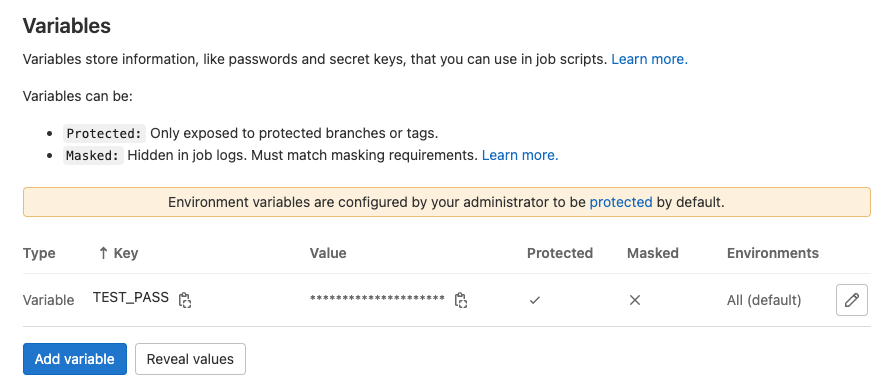 Variables
Variables store information, like passwords and secret keys, that you can use in job scripts. Learn more.
Variables can be:
• Protected: Only exposed to protected branches or tags.
• Masked: Hidden in job logs. Must match masking requirements. Learn more.
Environment variables are configured by your administrator to be protected by default.
Type ↑ Key Value Protected Masked Environments
Variable TEST_PASS ********************* ✓ ✕ All (default)
Add variable Reveal values